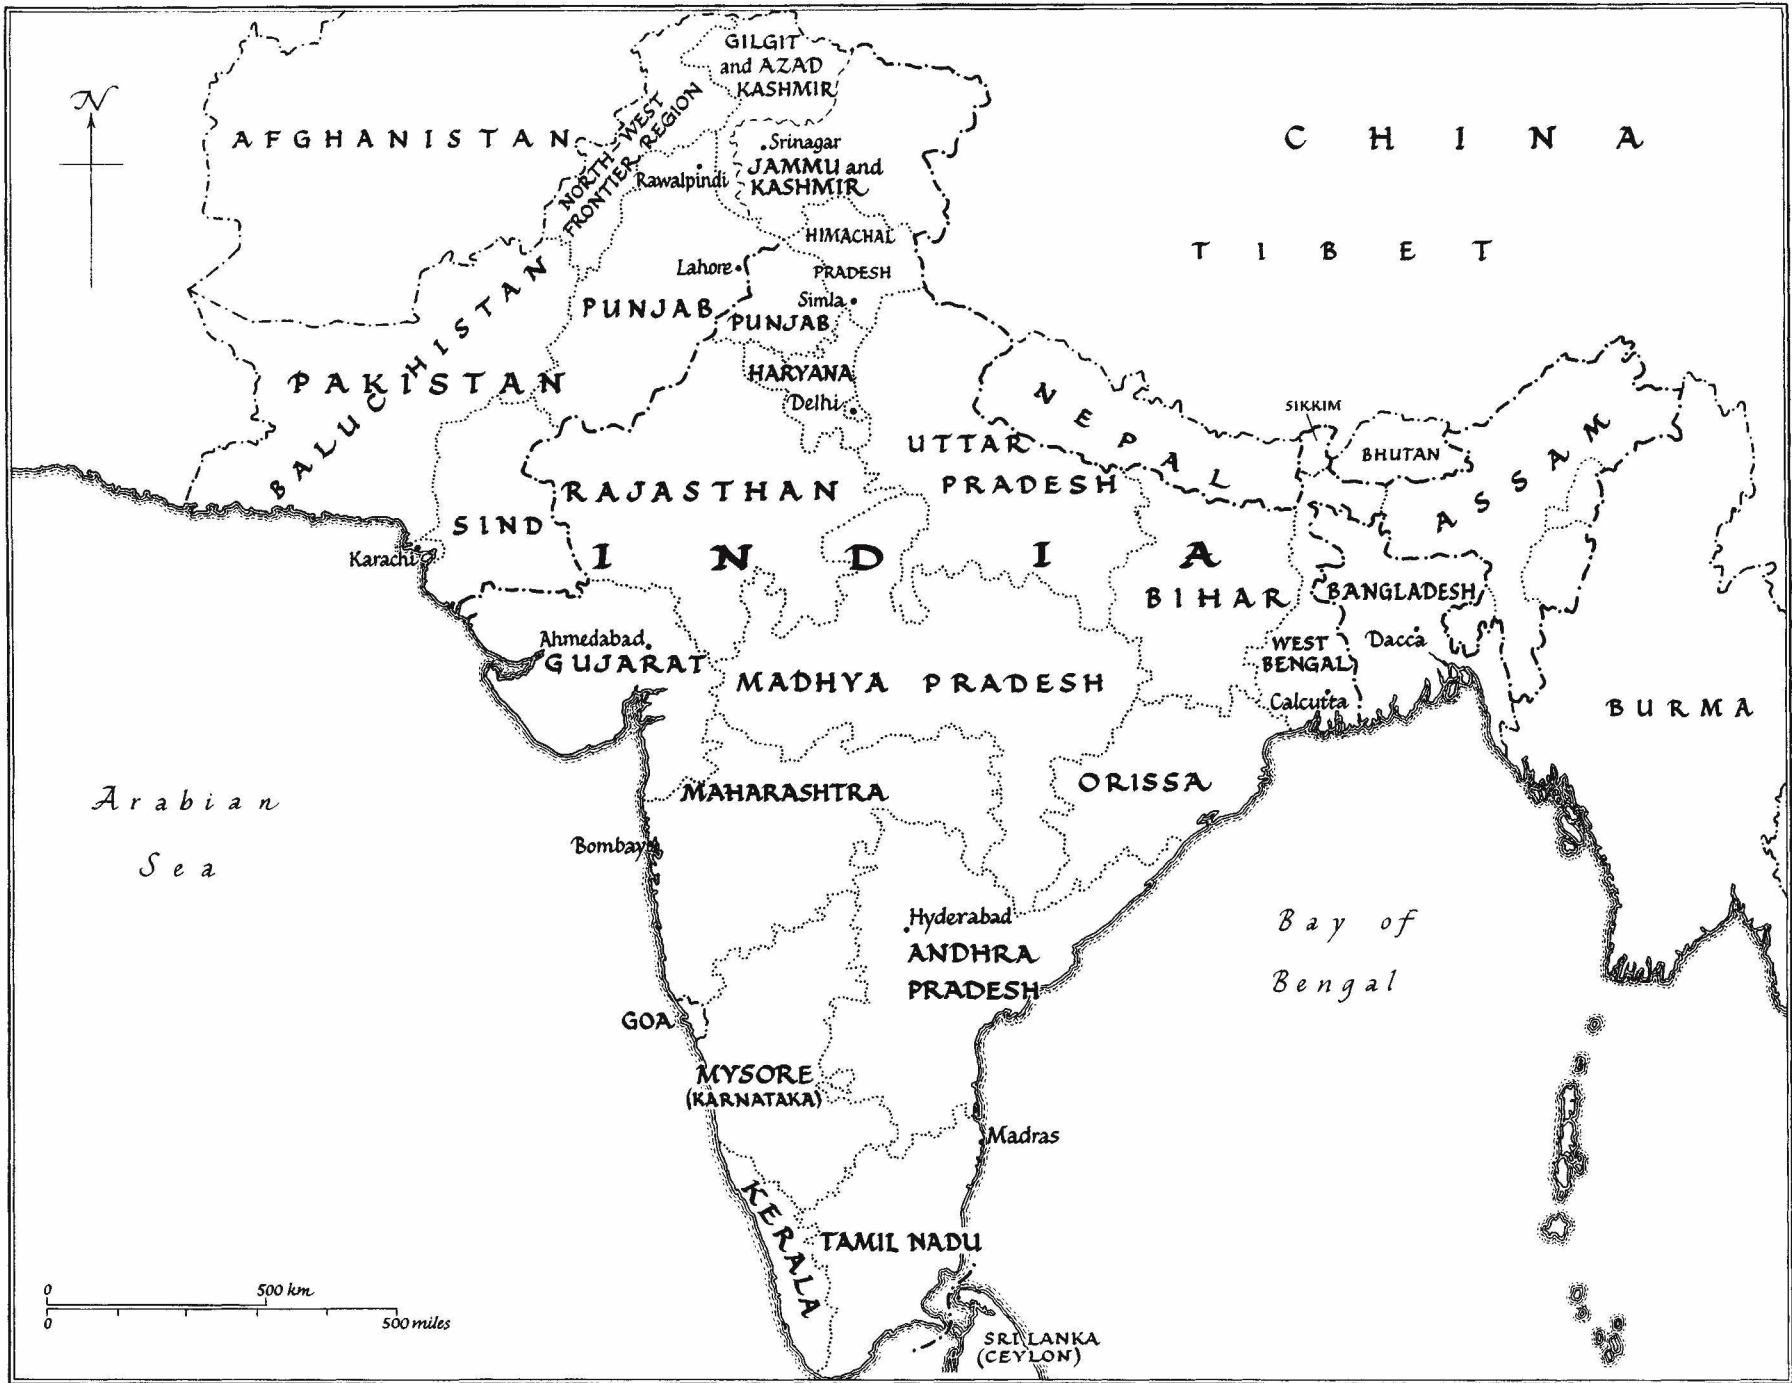 GILGIT
and AZAD
KASHMIR
N
AFGHANISTAN
CHINA
NORTH-WEST
FRONTIER REGION
Srinagar
JAMMU and
KASHMIR
Rawalpindi
HIMACHAL
PRADESH
TIBET
Lahore
Simla
PUNJAB
PUNJAB
HARYANA
Delhi
PAKISTAN
BALUCHISTAN
NEPAL
SIKKIM
BHUTAN
ASSAM
UTTAR
PRADESH
RAJASTHAN
SIND
Karachi
INDIA
BIHAR
BANGLADESH
Dacca
WEST
BENGAL
Calcutta
Ahmedabad
GUJARAT
MADHYA PRADESH
BURMA
ORISSA
MAHARASHTRA
Arabian
Sea
Bombay
Hyderabad
ANDHRA
PRADESH
Bay of
Bengal
GOA
MYSORE
(KARNATAKA)
Madras
KERALA
TAMIL NADU
SRI LANKA
(CEYLON)
0 500 km
0 500 miles